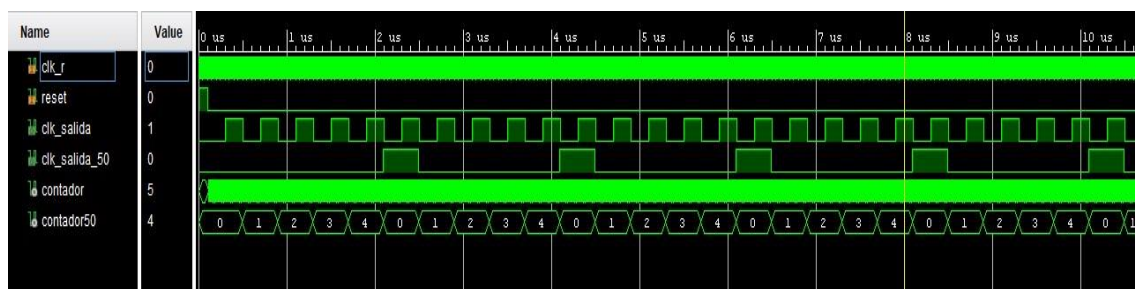 Name Value 0 us 1 us 2 us 3 us 4 us 5 us 6 us 7 us 8 us 9 us 10 us
clk_r 0
reset 0
clk_salida 1
clk_salida_50 0
contador 5
contador50 4 0 1 2 3 4 0 1 2 3 4 0 1 2 3 4 0 1 2 3 4 0 1 2 3 4 0 1